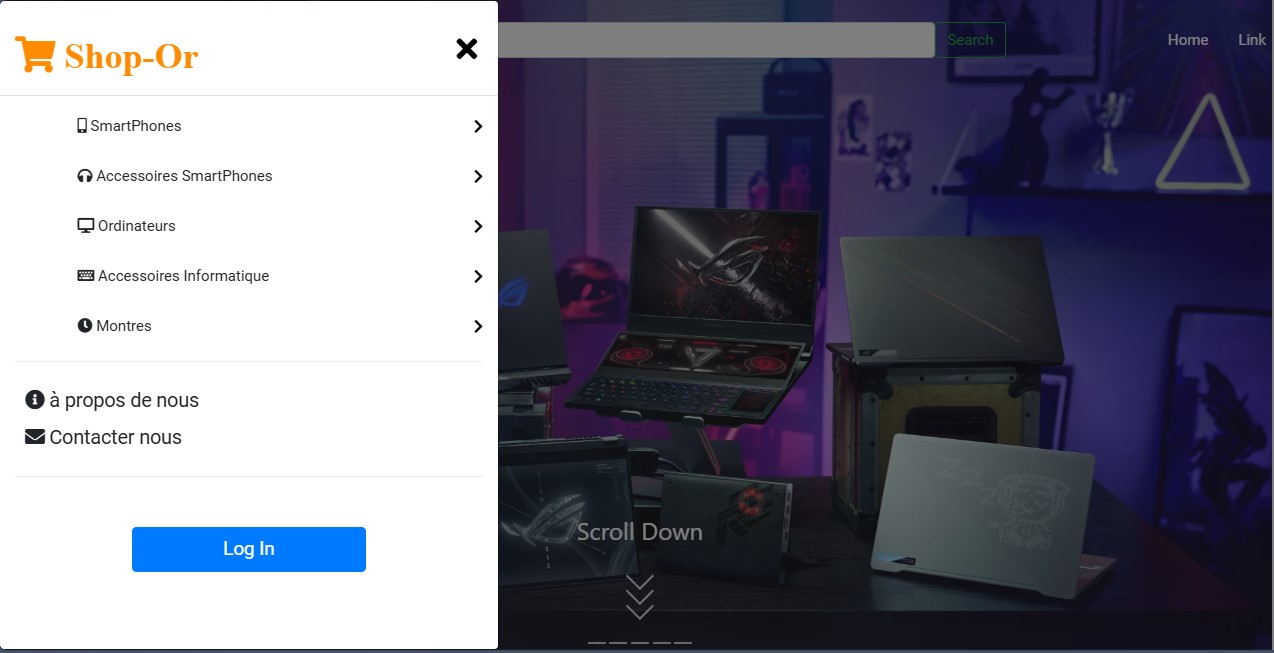 Shop-Or
Search
Home
Link
SmartPhones
Accessoires SmartPhones
Ordinateurs
Accessoires Informatique
Montres
à propos de nous
Contacter nous
Log In
Scroll Down